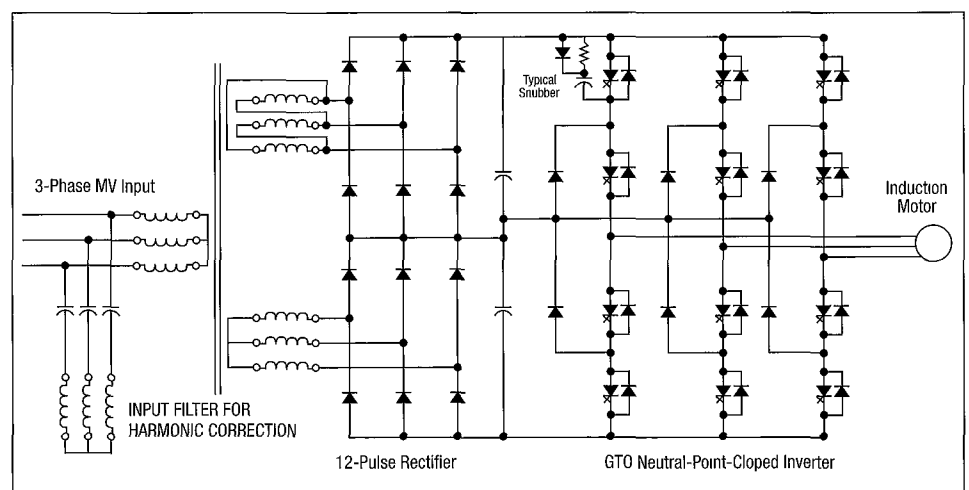 Typical
Snubber
3-Phase MV Input
Induction
Motor
INPUT FILTER FOR
HARMONIC CORRECTION
12-Pulse Rectifier
GTO Neutral-Point-Cloped Inverter